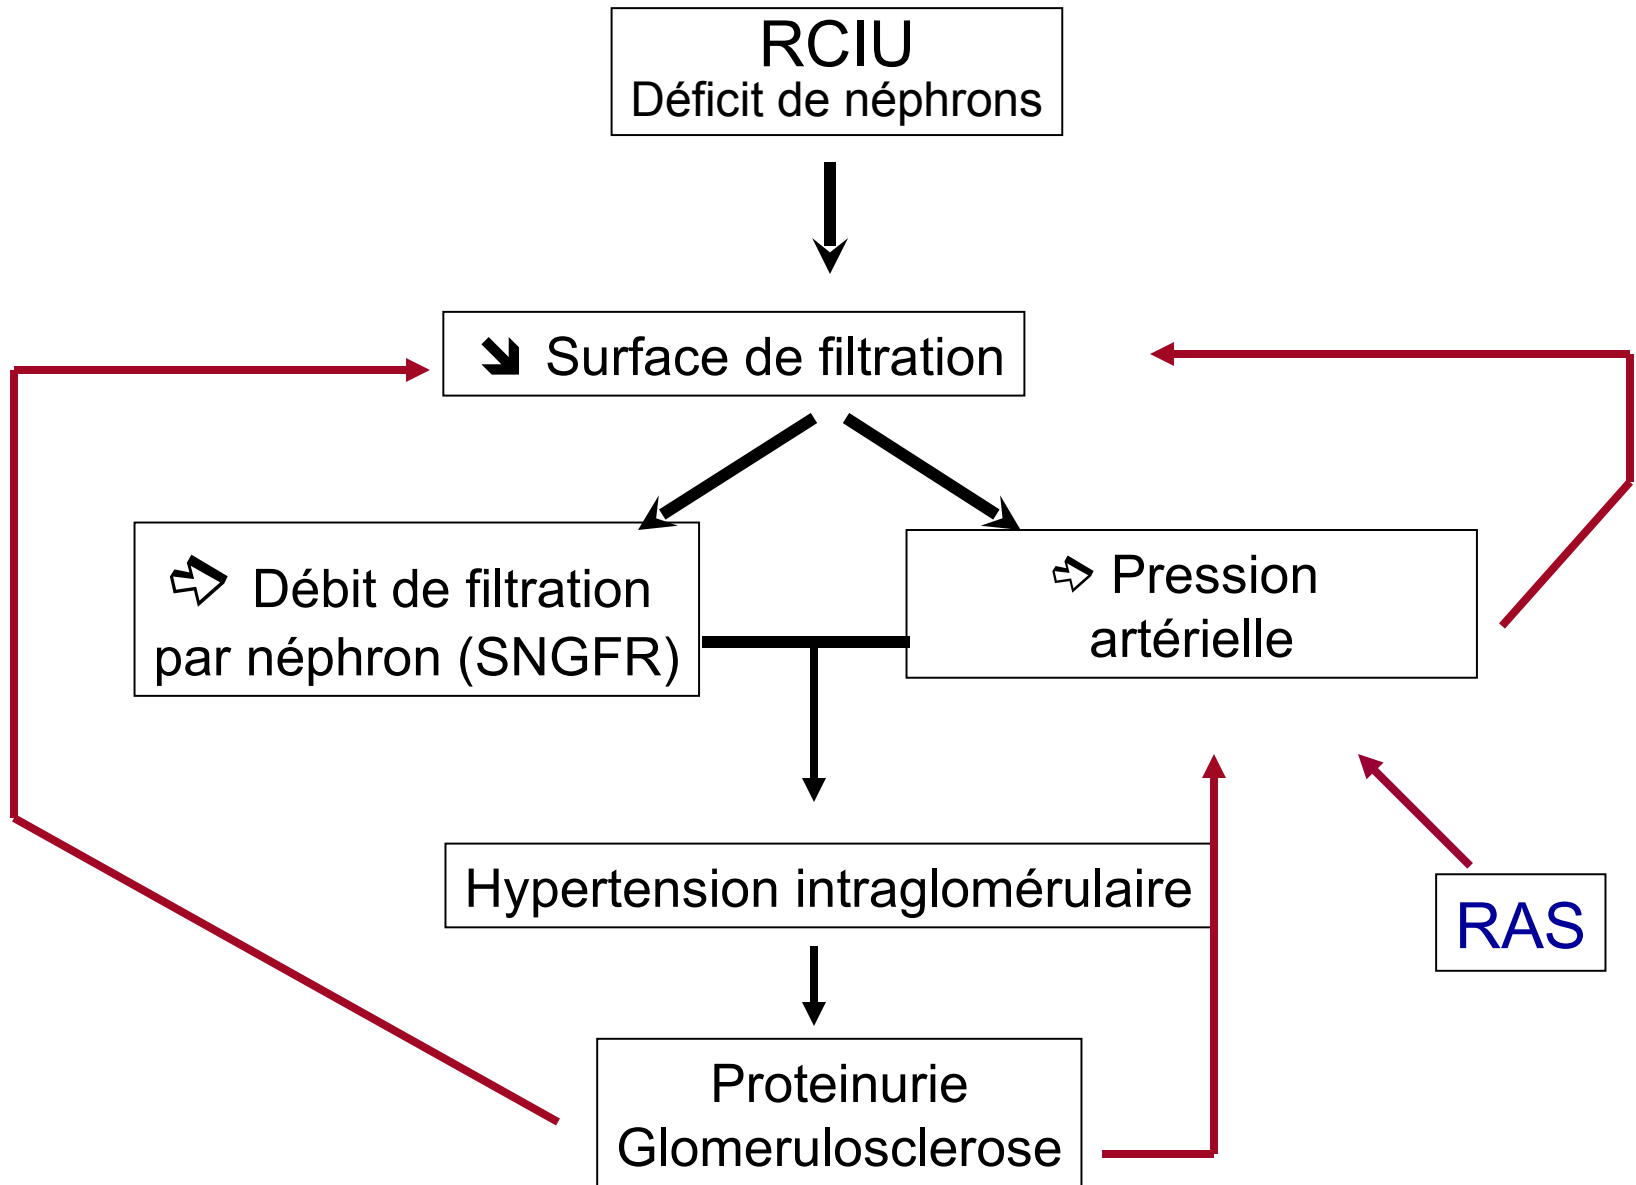 RCIU
Déficit de néphrons
Surface de filtration
Débit de filtration
par néphron (SNGFR)
Pression
artérielle
Hypertension intraglomérulaire
RAS
Proteinurie
Glomerulosclerose